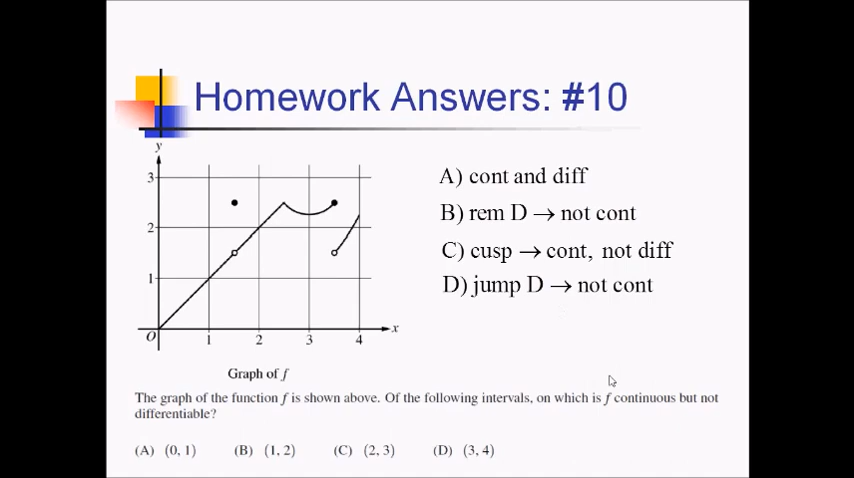 Homework Answers: #10
y
3
2
1
O
1
2
3
4
x
Graph of f
A) cont and diff
B) rem D → not cont
C) cusp → cont, not diff
D) jump D → not cont
The graph of the function f is shown above. Of the following intervals, on which is f continuous but not
differentiable?
(A) (0, 1) (B) (1, 2) (C) (2, 3) (D) (3, 4)